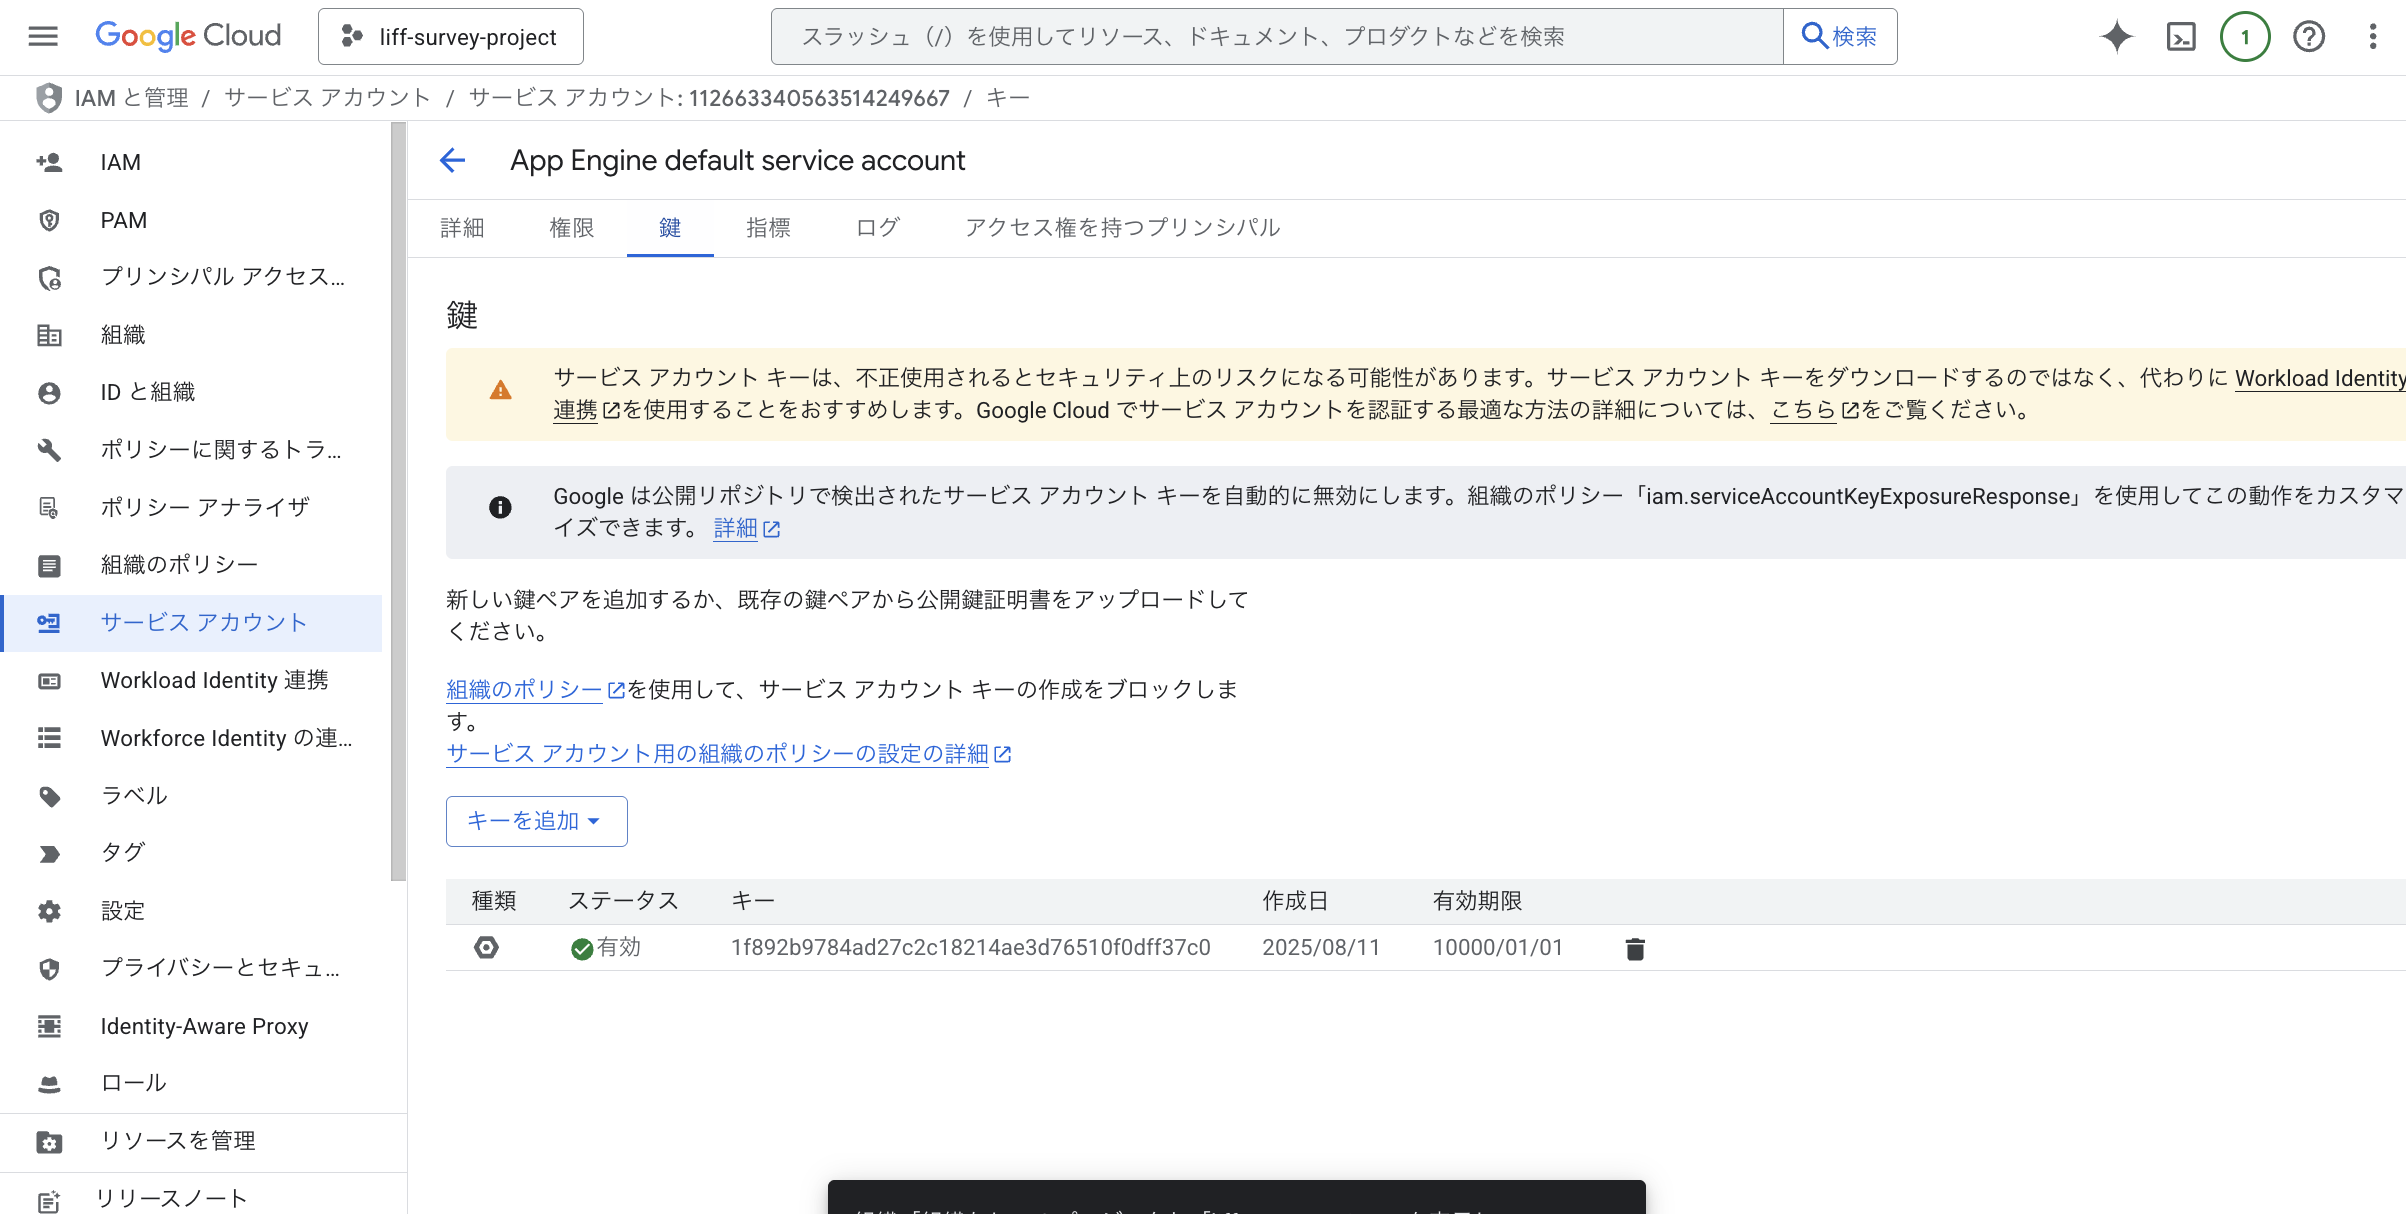 Google Cloud
liff-survey-project
スラッシュ（/）を使用してリソース、ドキュメント、プロダクトなどを検索
検索
1
IAM と管理 / サービス アカウント / サービス アカウント: 112663340563514249667 / キー
IAM
PAM
プリンシパル アクセス...
組織
ID と組織
ポリシーに関するトラ...
ポリシー アナライザ
組織のポリシー
サービス アカウント
Workload Identity 連携
Workforce Identity の連...
ラベル
タグ
設定
プライバシーとセキュ...
Identity-Aware Proxy
ロール
リソースを管理
リリースノート
App Engine default service account
詳細 権限 鍵 指標 ログ アクセス権を持つプリンシパル
鍵
サービス アカウント キーは、不正使用されるとセキュリティ上のリスクになる可能性があります。サービス アカウント キーをダウンロードするのではなく、代わりに Workload Identity
連携を使用することをおすすめします。Google Cloud でサービス アカウントを認証する最適な方法の詳細については、こちらをご覧ください。
Google は公開リポジトリで検出されたサービス アカウント キーを自動的に無効にします。組織のポリシー「iam.serviceAccountKeyExposureResponse」を使用してこの動作をカスタマ
イズできます。 詳細
新しい鍵ペアを追加するか、既存の鍵ペアから公開鍵証明書をアップロードして
ください。
組織のポリシーを使用して、サービス アカウント キーの作成をブロックしま
す。
サービス アカウント用の組織のポリシーの設定の詳細
キーを追加
種類 ステータス キー 作成日 有効期限
有効 1f892b9784ad27c2c18214ae3d76510f0dff37c0 2025/08/11 10000/01/01